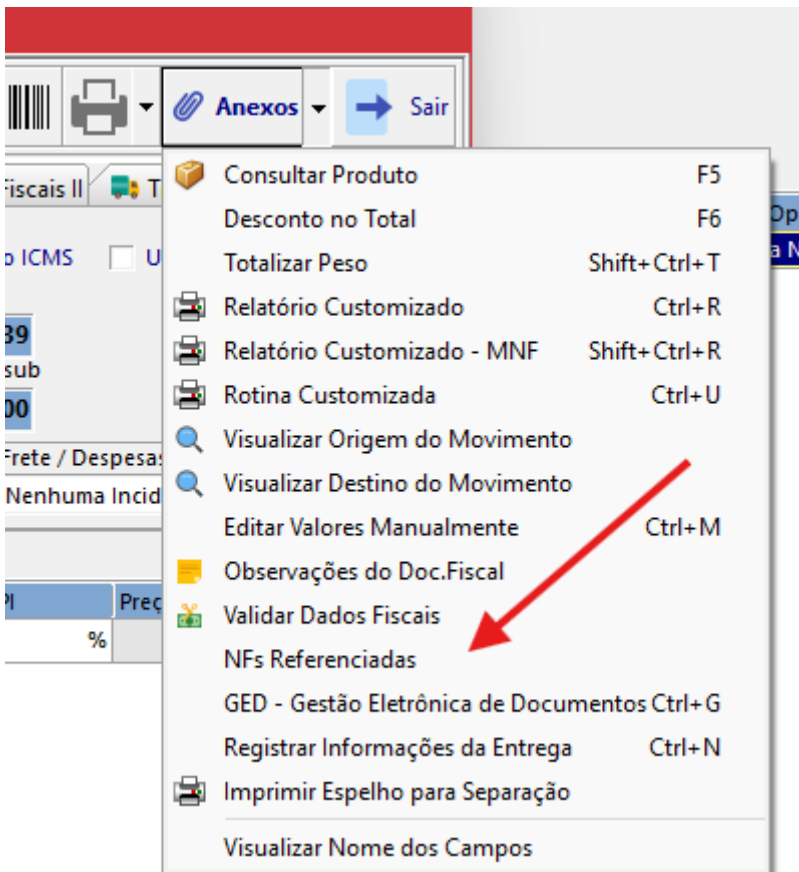 Anexos
Sair
Fiscais II
T
o ICMS
U
39
sub
00
Frete / Despesas
Nenhuma Incid
PI
Preç
%
Op
a N
Consultar Produto F5
Desconto no Total F6
Totalizar Peso Shift+Ctrl+T
Relatório Customizado Ctrl+R
Relatório Customizado - MNF Shift+Ctrl+R
Rotina Customizada Ctrl+U
Visualizar Origem do Movimento
Visualizar Destino do Movimento
Editar Valores Manualmente Ctrl+M
Observações do Doc.Fiscal
Validar Dados Fiscais
NFs Referenciadas
GED - Gestão Eletrônica de Documentos Ctrl+G
Registrar Informações da Entrega Ctrl+N
Imprimir Espelho para Separação
Visualizar Nome dos Campos